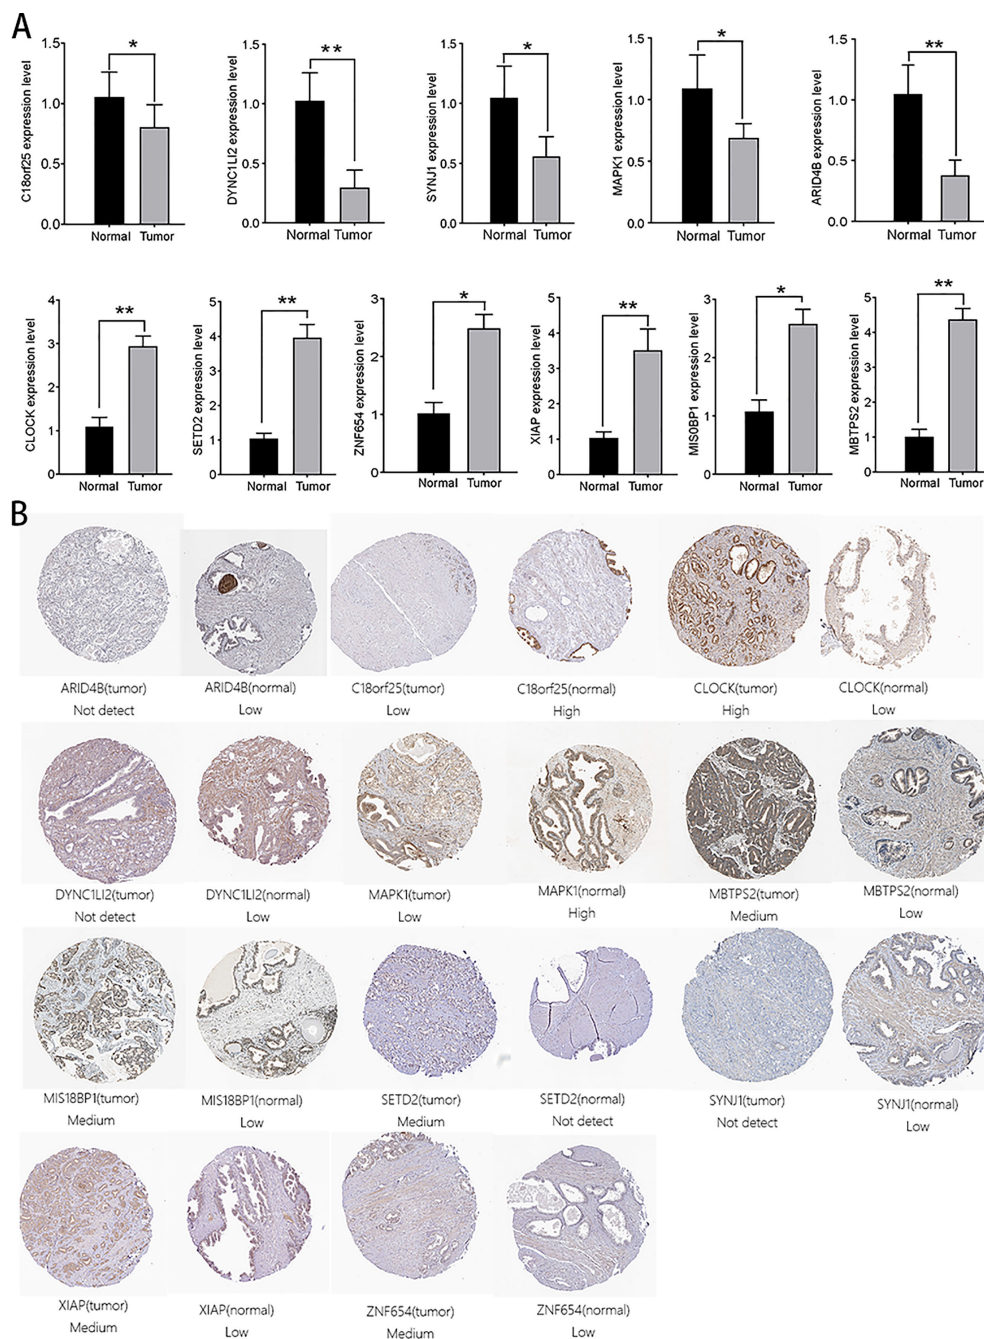 A
C18orf25 expression level
1.5
1.0
0.5
0.0
*
Normal Tumor
DYNC1LI2 expression level
1.5
1.0
0.5
0.0
**
Normal Tumor
SYNJ1 expression level
1.5
1.0
0.5
0.0
*
Normal Tumor
MAPK1 expression level
1.5
1.0
0.5
0.0
*
Normal Tumor
ARID4B expression level
1.5
1.0
0.5
0.0
**
Normal Tumor
CLOCK expression level
4
3
2
1
0
**
Normal Tumor
SETD2 expression level
5
4
3
2
1
0
**
Normal Tumor
ZNF654 expression level
3
2
1
0
*
Normal Tumor
XIAP expression level
5
4
3
2
1
0
**
Normal Tumor
MIS0BP1 expression level
3
2
1
0
*
Normal Tumor
MBTPS2 expression level
5
4
3
2
1
0
**
Normal Tumor
B
ARID4B(tumor)
Not detect
ARID4B(normal)
Low
C18orf25(tumor)
Low
C18orf25(normal)
High
CLOCK(tumor)
High
CLOCK(normal)
Low
DYNC1LI2(tumor)
Not detect
DYNC1LI2(normal)
Low
MAPK1(tumor)
Low
MAPK1(normal)
High
MBTPS2(tumor)
Medium
MBTPS2(normal)
Low
MIS18BP1(tumor)
Medium
MIS18BP1(normal)
Low
SETD2(tumor)
Medium
SETD2(normal)
Not detect
SYNJ1(tumor)
Not detect
SYNJ1(normal)
Low
XIAP(tumor)
Medium
XIAP(normal)
Low
ZNF654(tumor)
Medium
ZNF654(normal)
Low